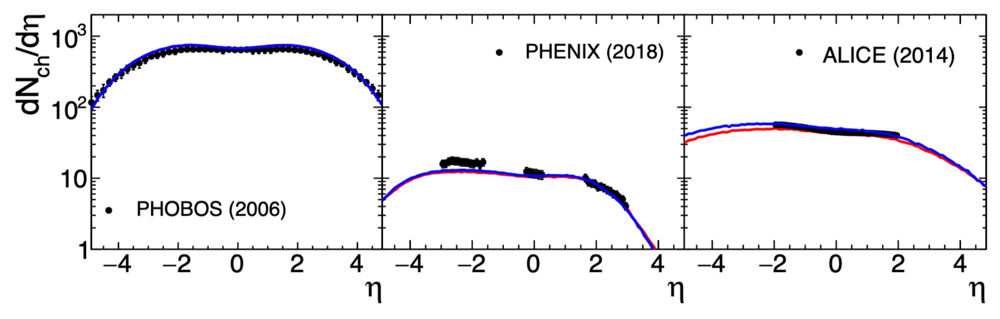 dN_ch/dη
10³
10²
10
1
PHOBOS (2006)
PHENIX (2018)
ALICE (2014)
−4 −2 0 2 4
η
−4 −2 0 2 4
η
−4 −2 0 2 4
η